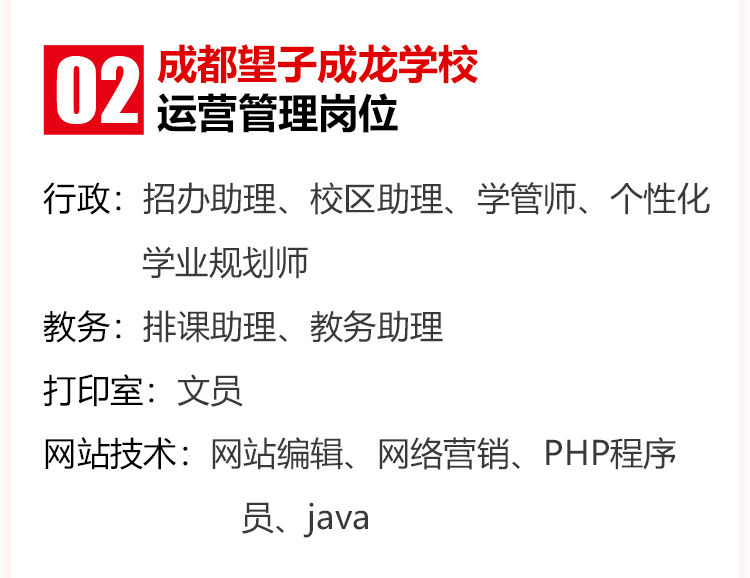 02
成都望子成龙学校
运营管理岗位
行政：招办助理、校区助理、学管师、个性化
学业规划师
教务：排课助理、教务助理
打印室：文员
网站技术：网站编辑、网络营销、PHP程序
员、java